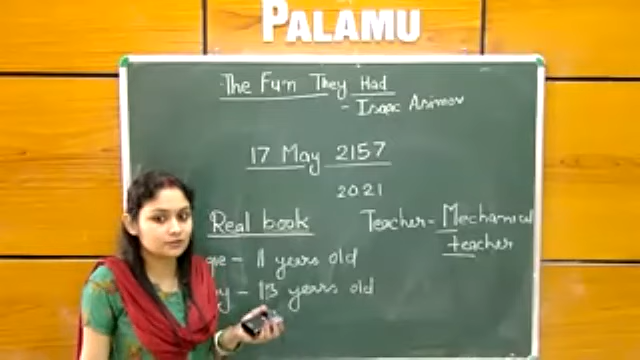 PALAMU
The Fun They Had
- Isaac Asimov
17 May 2157
2021
Real book
Teacher - Mechanical
teacher
- 11 years old
- 13 years old